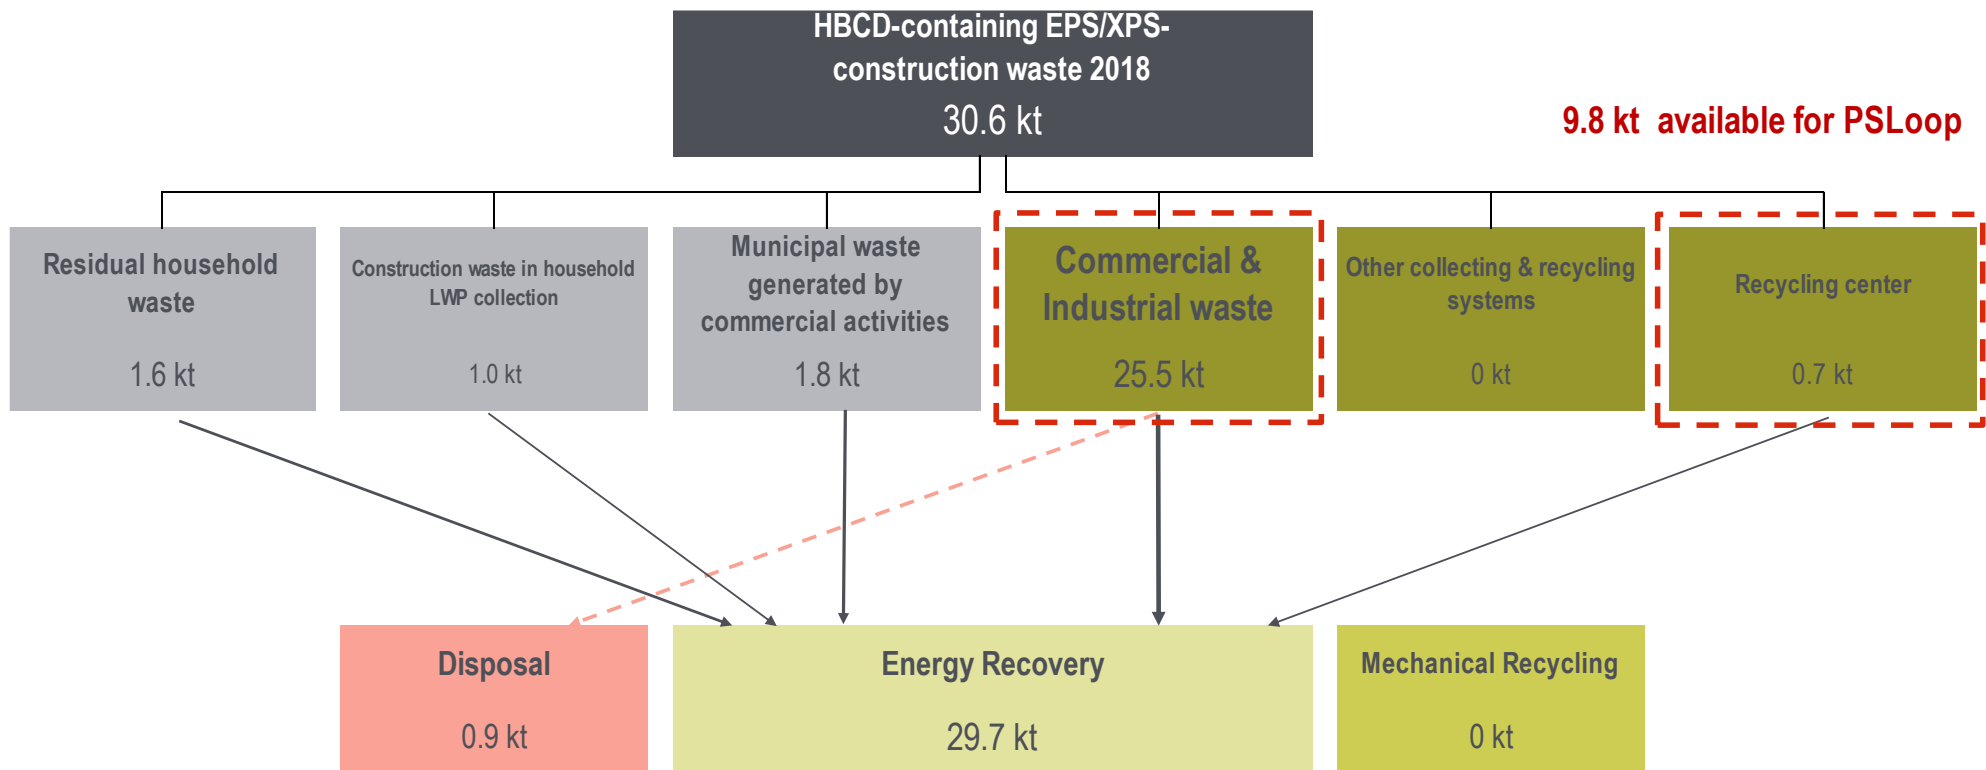 HBCD-containing EPS/XPS-
construction waste 2018
30.6 kt
9.8 kt available for PSLoop
Residual household
waste
1.6 kt
Construction waste in household
LWP collection
1.0 kt
Municipal waste
generated by
commercial activities
1.8 kt
Commercial &
Industrial waste
25.5 kt
Other collecting & recycling
systems
0 kt
Recycling center
0.7 kt
Disposal
0.9 kt
Energy Recovery
29.7 kt
Mechanical Recycling
0 kt